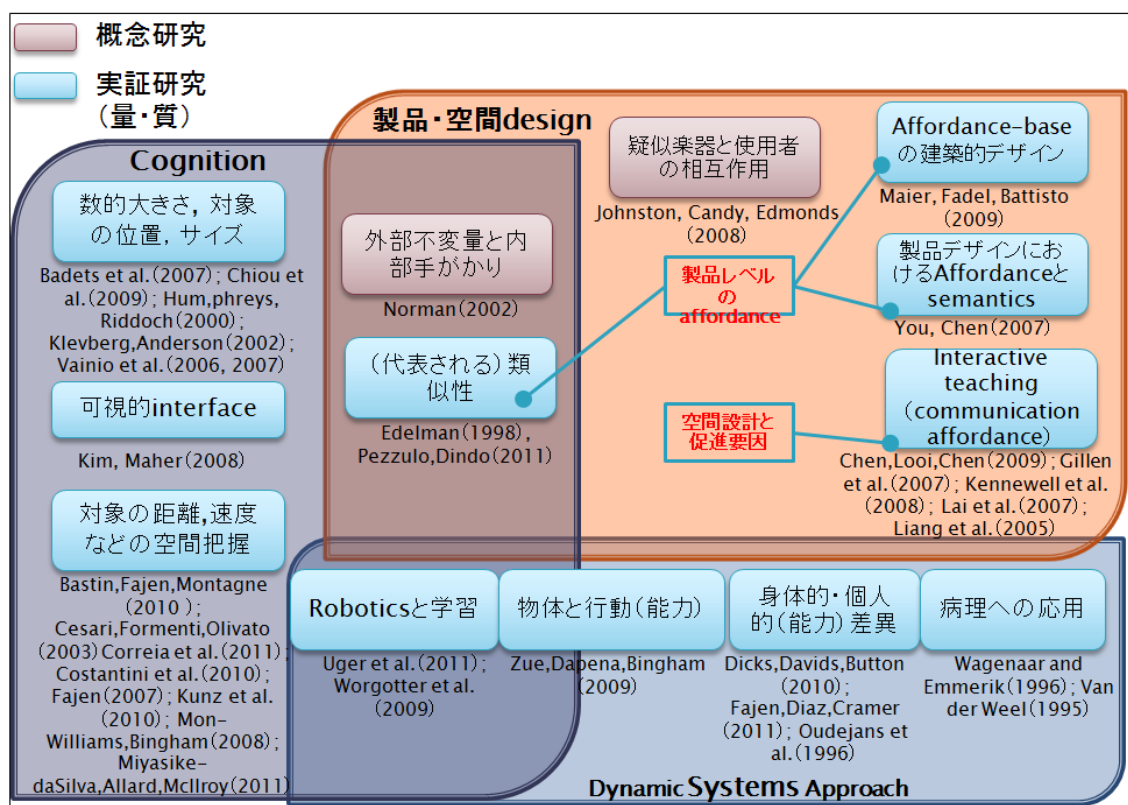 概念研究
実証研究
(量・質)
製品・空間design
Cognition
数的大きさ, 対象
の位置, サイズ
Badets et al.(2007); Chiou et
al.(2009); Hum,phreys,
Riddoch(2000);
Klevberg,Anderson(2002);
Vainio et al.(2006, 2007)
可視的interface
Kim, Maher(2008)
対象の距離,速度
などの空間把握
Bastin,Fajen,Montagne
(2010 );
Cesari,Formenti,Olivato
(2003)Correia et al.(2011);
Costantini et al.(2010);
Fajen(2007); Kunz et al.
(2010); Mon-
Williams,Bingham(2008);
Miyasike-
daSilva,Allard,McIlroy(2011)
外部不変量と内
部手がかり
Norman(2002)
(代表される)類
似性
Edelman(1998),
Pezzulo,Dindo(2011)
疑似楽器と使用者
の相互作用
Johnston, Candy, Edmonds
(2008)
製品レベル
の
affordance
空間設計と
促進要因
Affordance-base
の建築的デザイン
Maier, Fadel, Battisto
(2009)
製品デザインにお
けるAffordanceと
semantics
You, Chen(2007)
Interactive
teaching
(communication
affordance)
Chen,Looi,Chen(2009); Gillen
et al.(2007); Kennewell et al.
(2008); Lai et al.(2007);
Liang et al.(2005)
Roboticsと学習
Uger et al.(2011);
Worgotter et al.
(2009)
物体と行動(能力)
Zue,Dapena,Bingham
(2009)
身体的・個人
的(能力)差異
Dicks,Davids,Button
(2010);
Fajen,Diaz,Cramer
(2011); Oudejans et
al.(1996)
病理への応用
Wagenaar and
Emmerik(1996); Van
der Weel(1995)
Dynamic Systems Approach